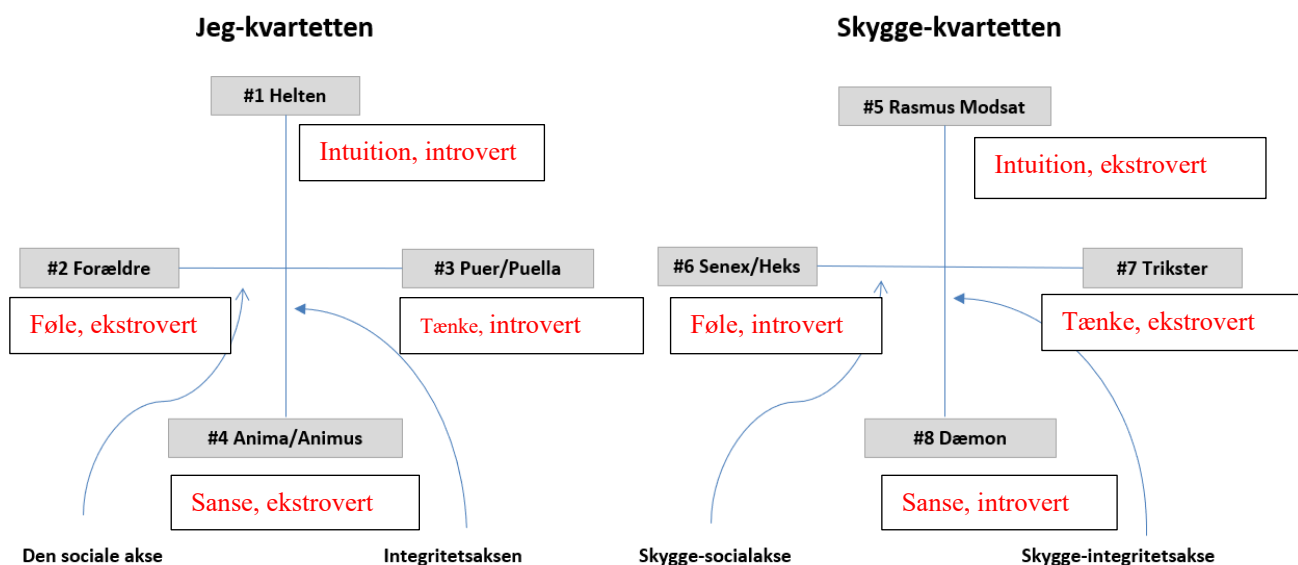 Jeg-kvartetten
Skygge-kvartetten
#1 Helten
#5 Rasmus Modsat
Intuition, introvert
Intuition, ekstrovert
#2 Forældre
#3 Puer/Puella
#6 Senex/Heks
#7 Trikster
Føle, ekstrovert
Tænke, introvert
Føle, introvert
Tænke, ekstrovert
#4 Anima/Animus
#8 Dæmon
Sanse, ekstrovert
Sanse, introvert
Den sociale akse
Integritetsaksen
Skygge-socialakse
Skygge-integritetsakse